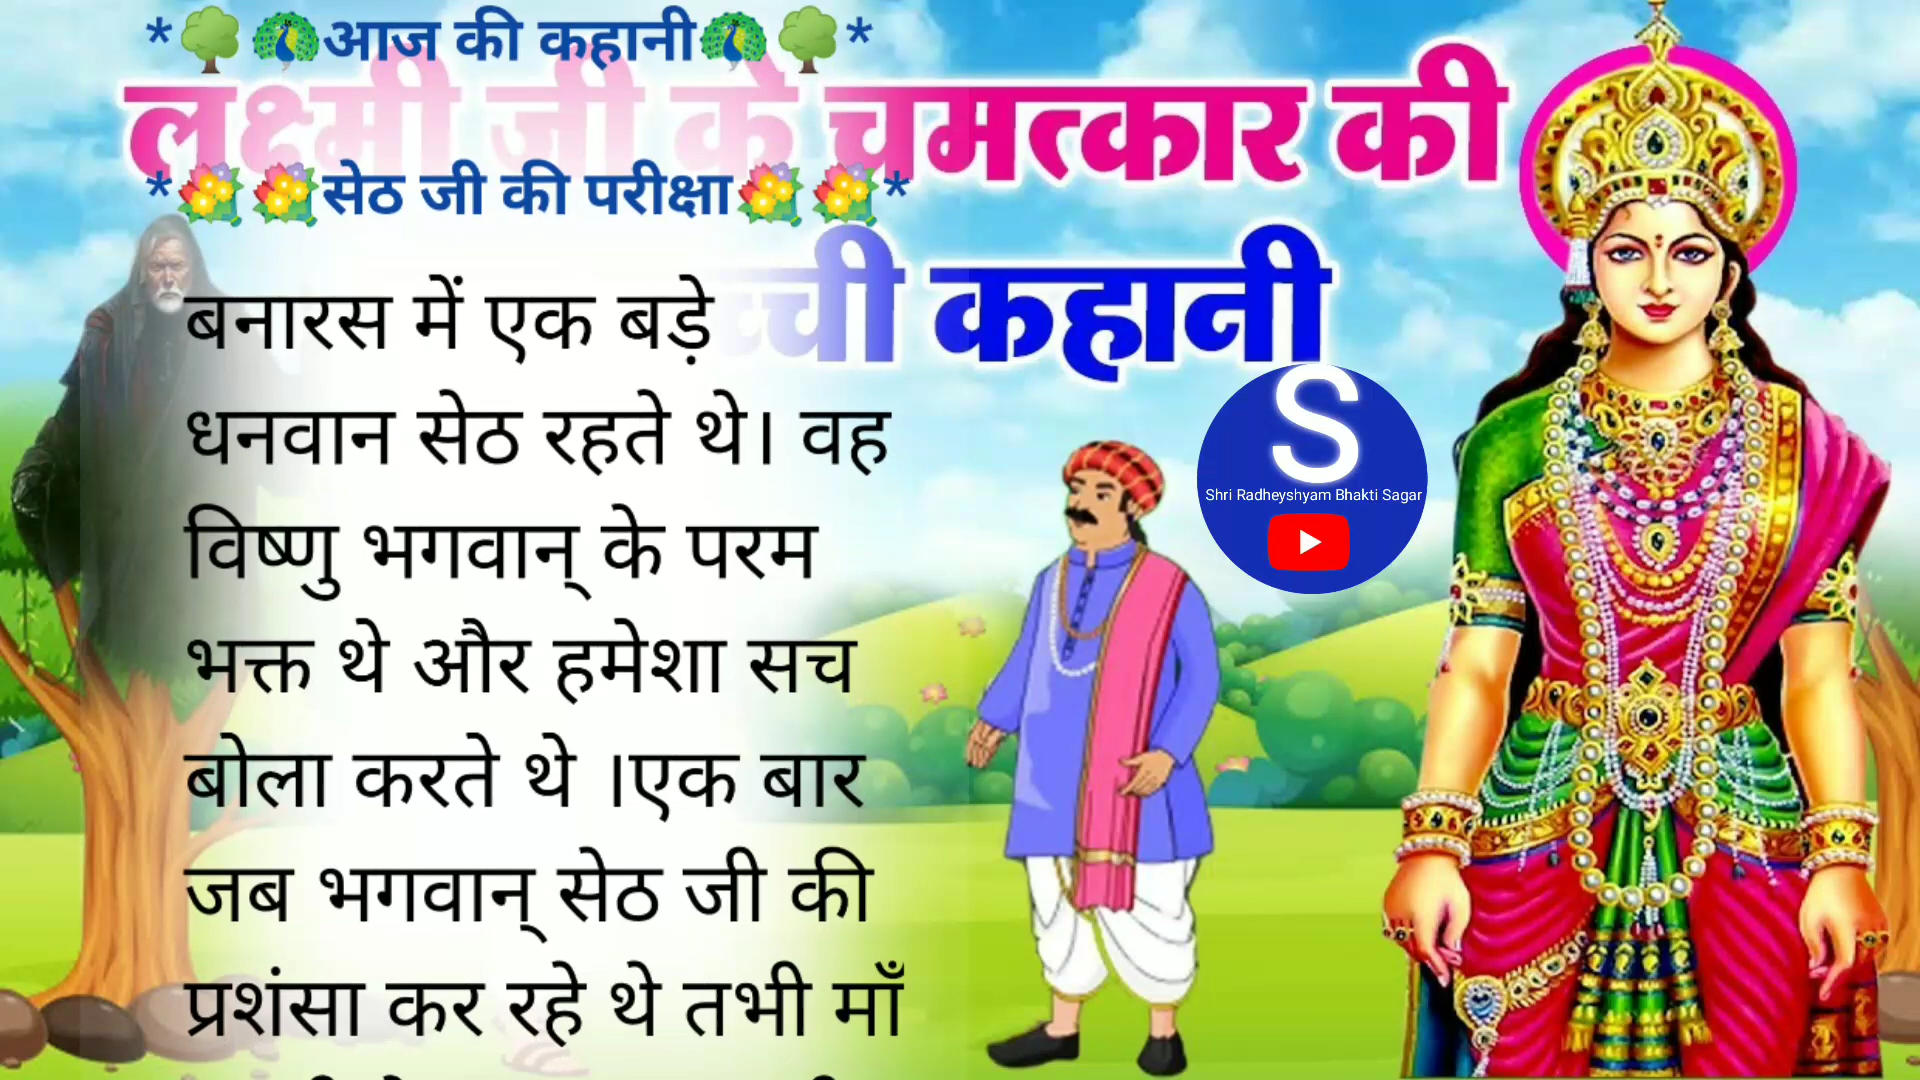 *🌳🦚आज की कहानी🦚🌳*
लक्ष्मी जी के चमत्कार की
*💐💐सेठ जी की परीक्षा💐💐*
कहानी
बनारस में एक बड़े
धनवान सेठ रहते थे। वह
विष्णु भगवान् के परम
भक्त थे और हमेशा सच
बोला करते थे ।एक बार
जब भगवान् सेठ जी की
प्रशंसा कर रहे थे तभी माँ
S
Shri Radheyshyam Bhakti Sagar